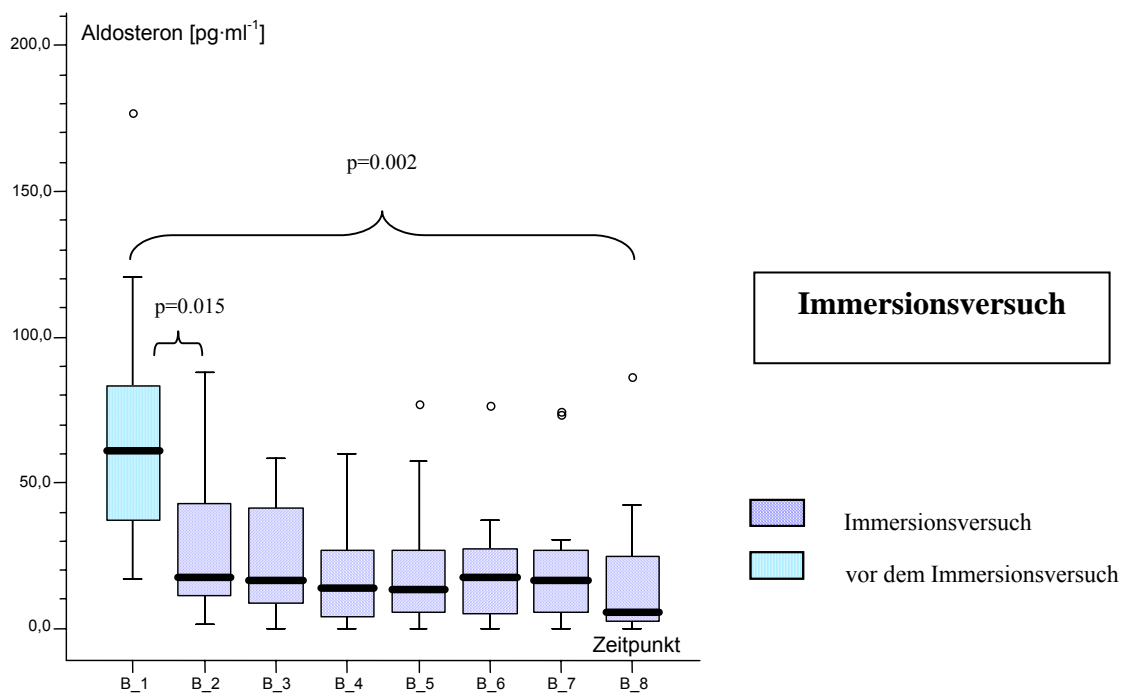 Aldosteron [pg·ml⁻¹]
200,0
150,0
100,0
50,0
0,0
p=0.002
p=0.015
Zeitpunkt
B_1 B_2 B_3 B_4 B_5 B_6 B_7 B_8
Immersionsversuch
Immersionsversuch
vor dem Immersionsversuch